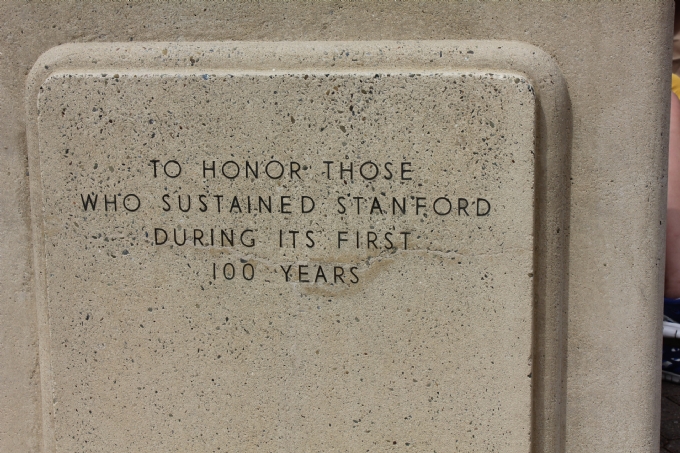 TO HONOR THOSE
WHO SUSTAINED STANFORD
DURING ITS FIRST
100 YEARS